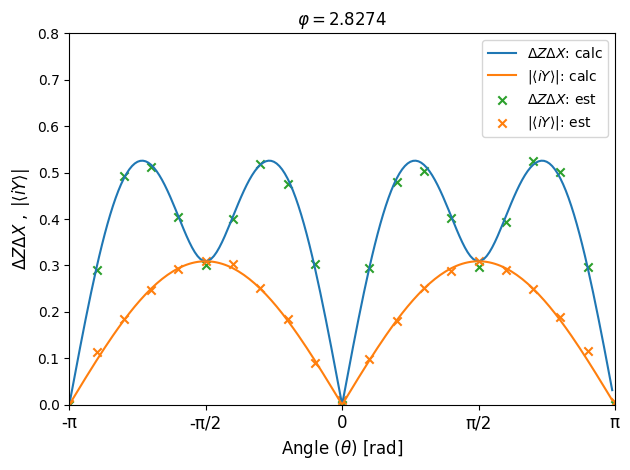 φ = 2.8274
ΔZΔX: calc
|⟨iY⟩|: calc
ΔZΔX: est
|⟨iY⟩|: est
ΔZΔX , |⟨iY⟩|
0.8
0.7
0.6
0.5
0.4
0.3
0.2
0.1
0.0
-π -π/2 0 π/2 π
Angle (θ) [rad]